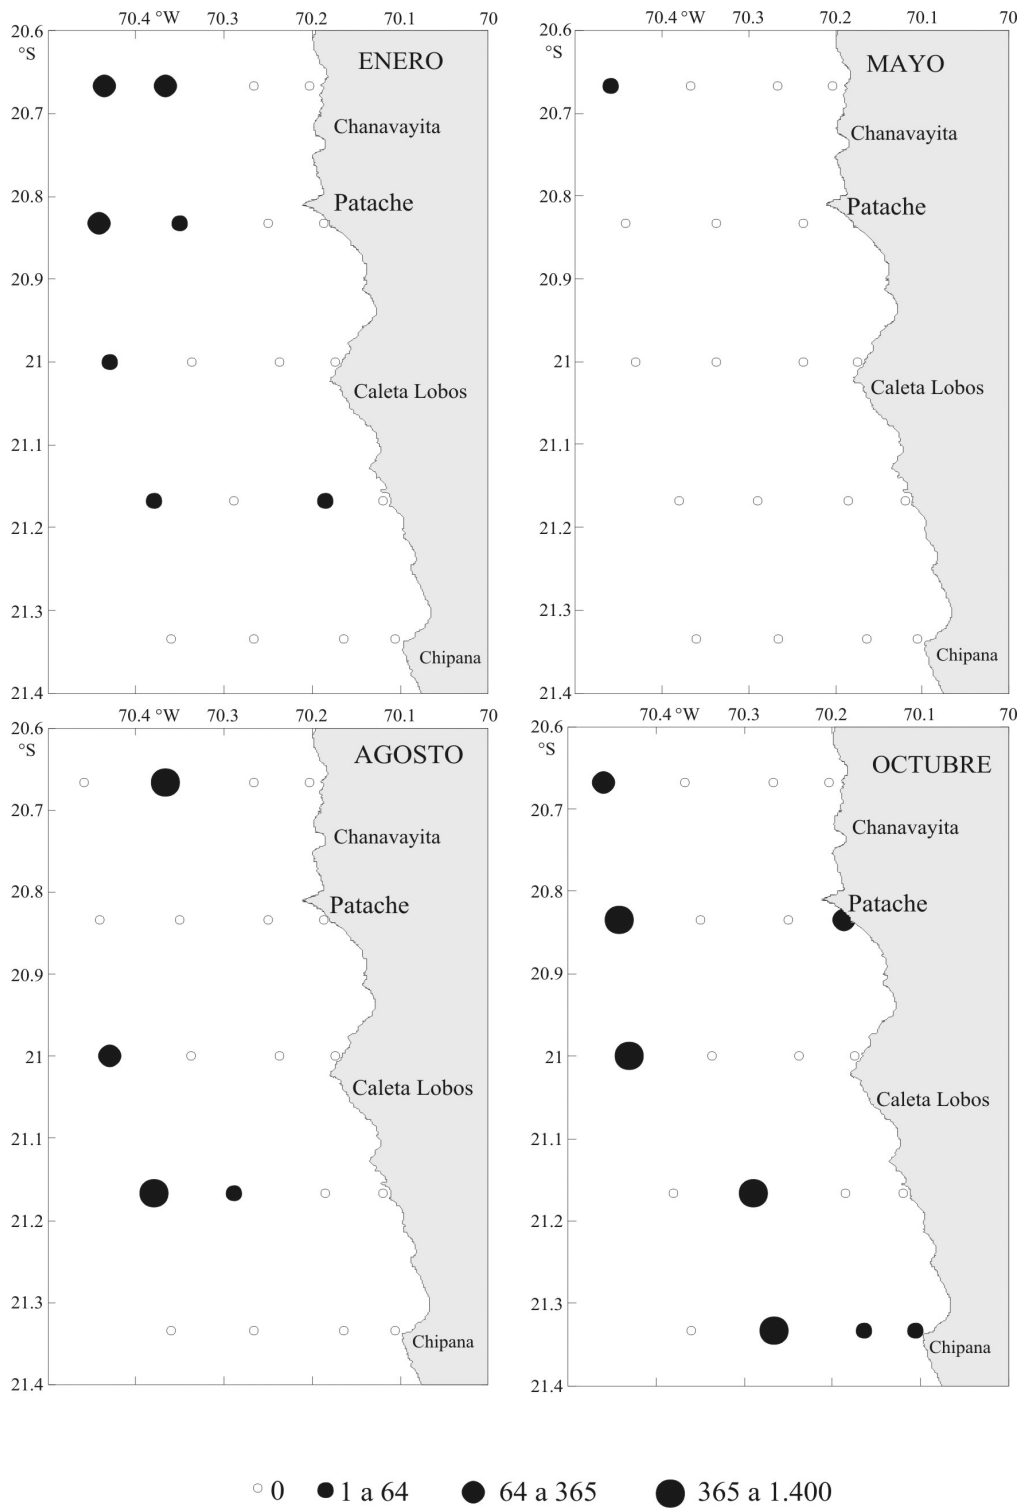 70.4 °W 70.3 70.2 70.1 70
20.6
°S
ENERO
20.7
Chanavayita
20.8
Patache
20.9
21
Caleta Lobos
21.1
21.2
21.3
Chipana
21.4
70.4 °W 70.3 70.2 70.1 70
20.6
°S
MAYO
20.7
Chanavayita
20.8
Patache
20.9
21
Caleta Lobos
21.1
21.2
21.3
Chipana
21.4
70.4 °W 70.3 70.2 70.1 70
20.6
°S
AGOSTO
20.7
Chanavayita
20.8
Patache
20.9
21
Caleta Lobos
21.1
21.2
21.3
Chipana
21.4
70.4 °W 70.3 70.2 70.1 70
20.6
°S
OCTUBRE
20.7
Chanavayita
20.8
Patache
20.9
21
Caleta Lobos
21.1
21.2
21.3
Chipana
21.4
0 1 a 64 64 a 365 365 a 1.400